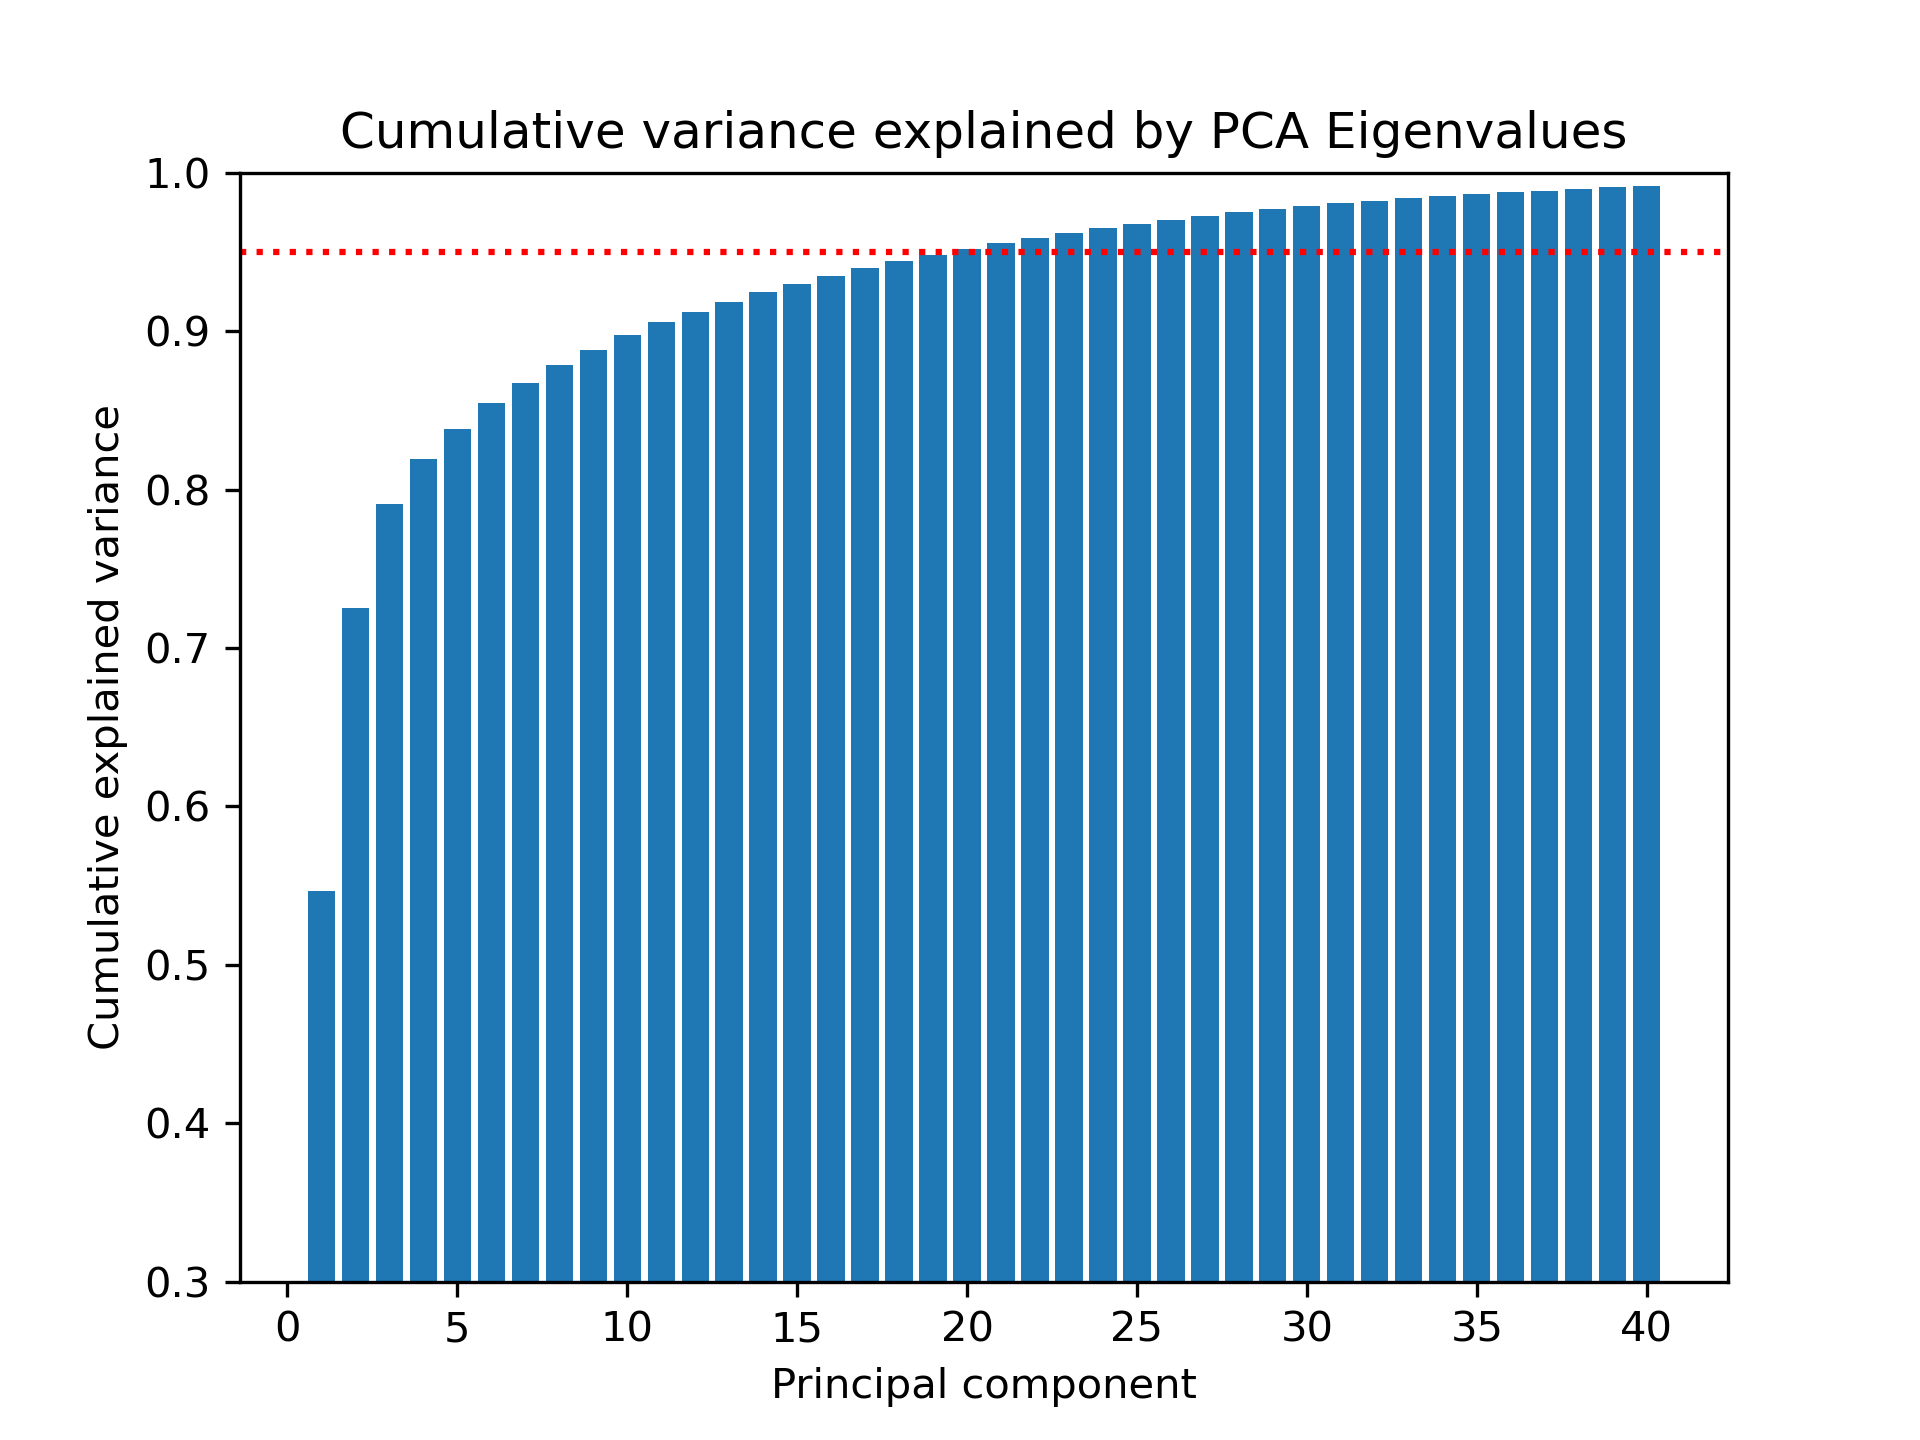 Cumulative variance explained by PCA Eigenvalues
1.0
0.9
0.8
0.7
0.6
0.5
0.4
0.3
Cumulative explained variance
0 5 10 15 20 25 30 35 40
Principal component